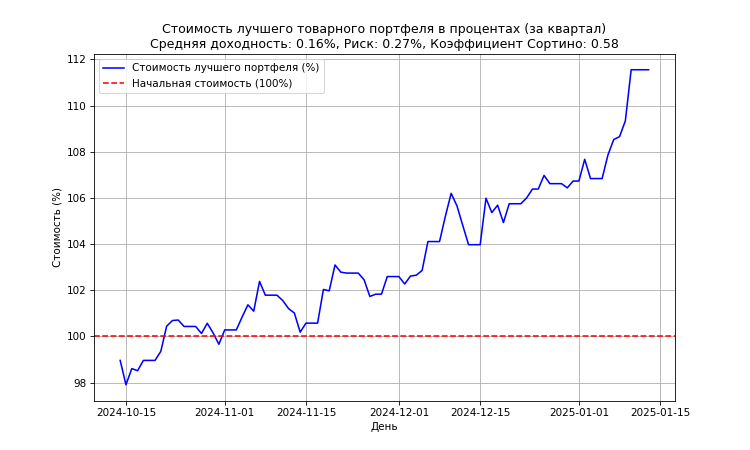 Стоимость лучшего товарного портфеля в процентах (за квартал)
Средняя доходность: 0.16%, Риск: 0.27%, Коэффициент Сортино: 0.58
Стоимость лучшего портфеля (%)
Начальная стоимость (100%)
Стоимость (%)
112
110
108
106
104
102
100
98
2024-10-15
2024-11-01
2024-11-15
2024-12-01
2024-12-15
2025-01-01
2025-01-15
День